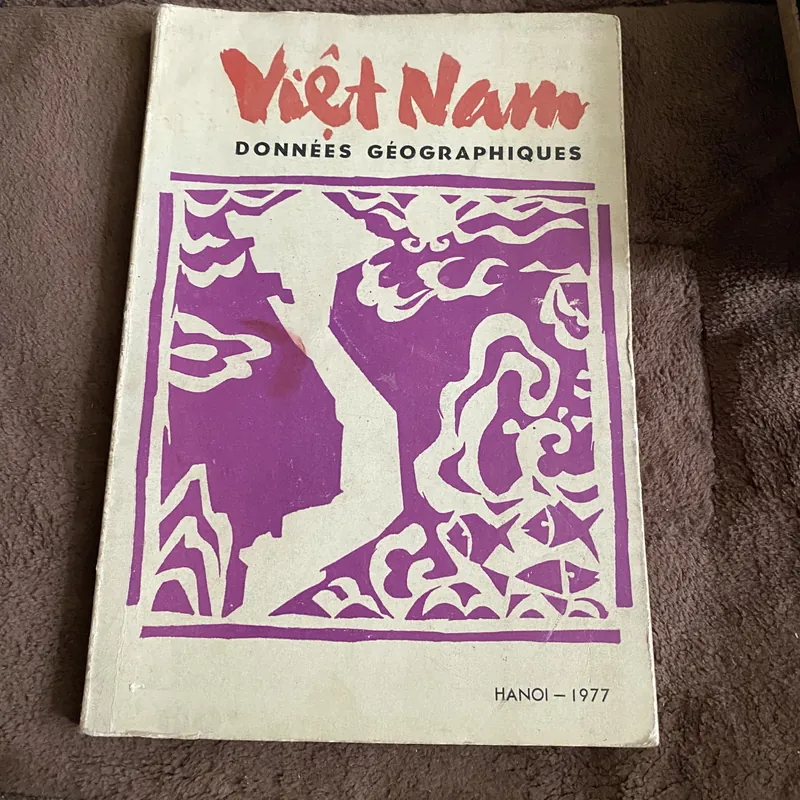 Việt Nam
DONNÉES GÉOGRAPHIQUES
HANOI – 1977